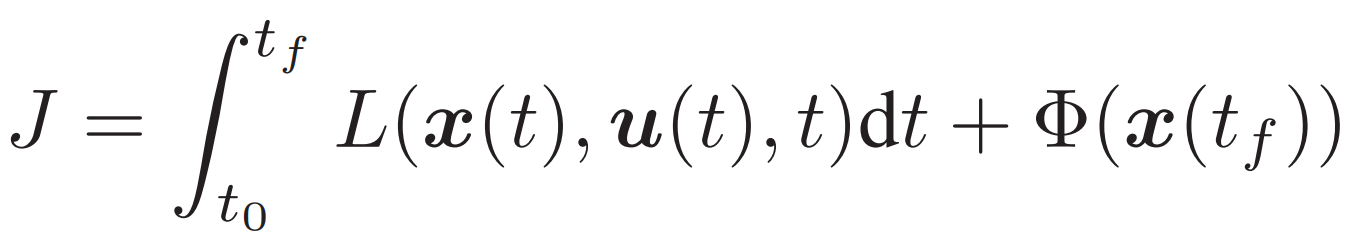 J = ∫_{t_0}^{t_f} L(𝒙(t), 𝒖(t), t)dt + Φ(𝒙(t_f))